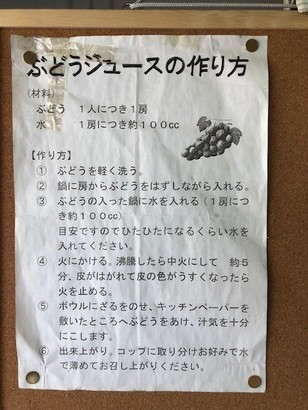 ぶどうジュースの作り方
(材料)
ぶどう 1人につき1房
水 1房につき約100cc
【作り方】
① ぶどうを軽く洗う。
② 鍋に房からぶどうをはずしながら入れる。
③ ぶどうの入った鍋に水を入れる(1房につ
き約100cc)
目安ですのでひたひたになるくらい水を
入れてください。
④ 火にかける。沸騰したら中火にして 約5
分、皮がはがれて皮の色がうすくなったら
火を止める。
⑤ ボウルにざるをのせ、キッチンペーパーを
敷いたところへぶどうをあけ、汁気を十分
にこします。
⑥ 出来上がり。コップに取り分けお好みで水
で薄めてお召し上がりください。